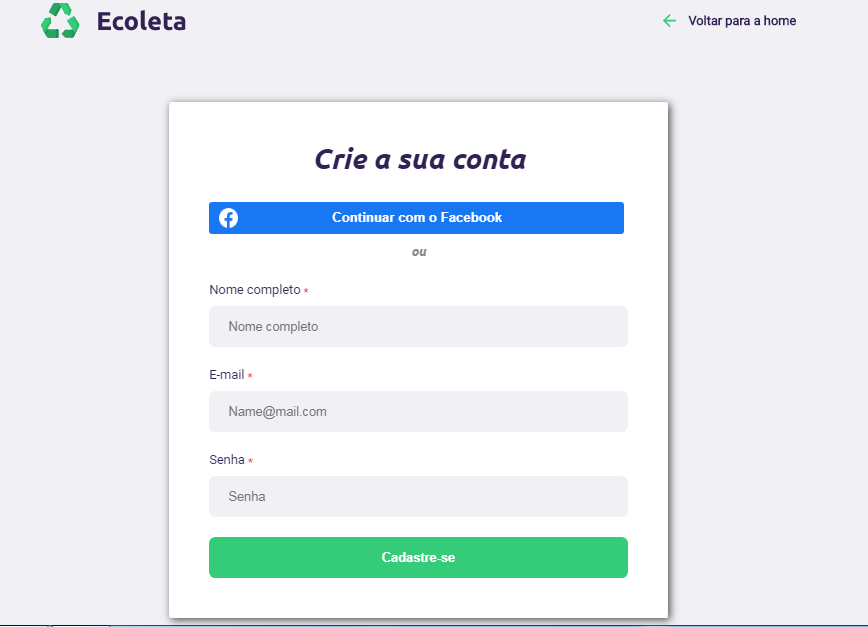 Ecoleta
Voltar para a home
Crie a sua conta
Continuar com o Facebook
ou
Nome completo *
Nome completo
E-mail *
Name@mail.com
Senha *
Senha
Cadastre-se